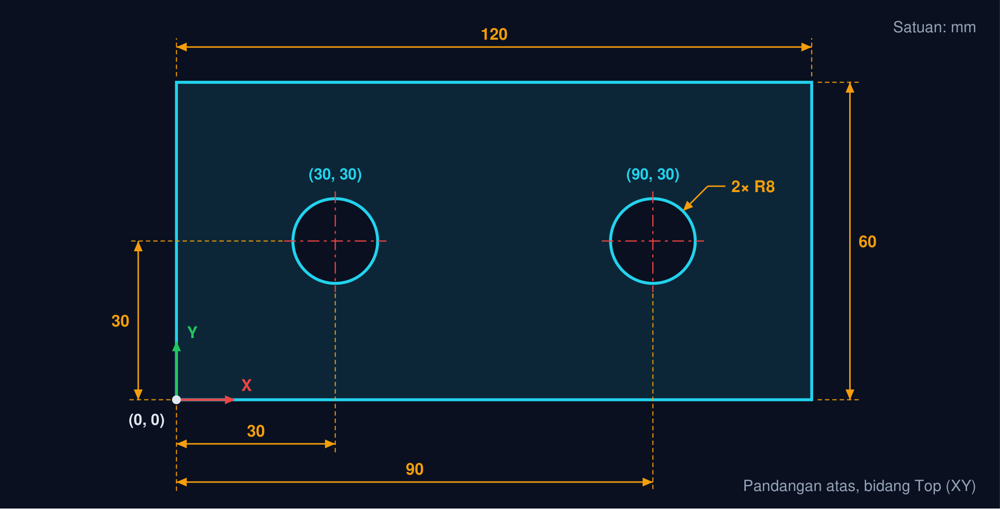 Satuan: mm
120
(30, 30)
(90, 30)
2× R8
60
30
Y
X
(0, 0)
30
90
Pandangan atas, bidang Top (XY)